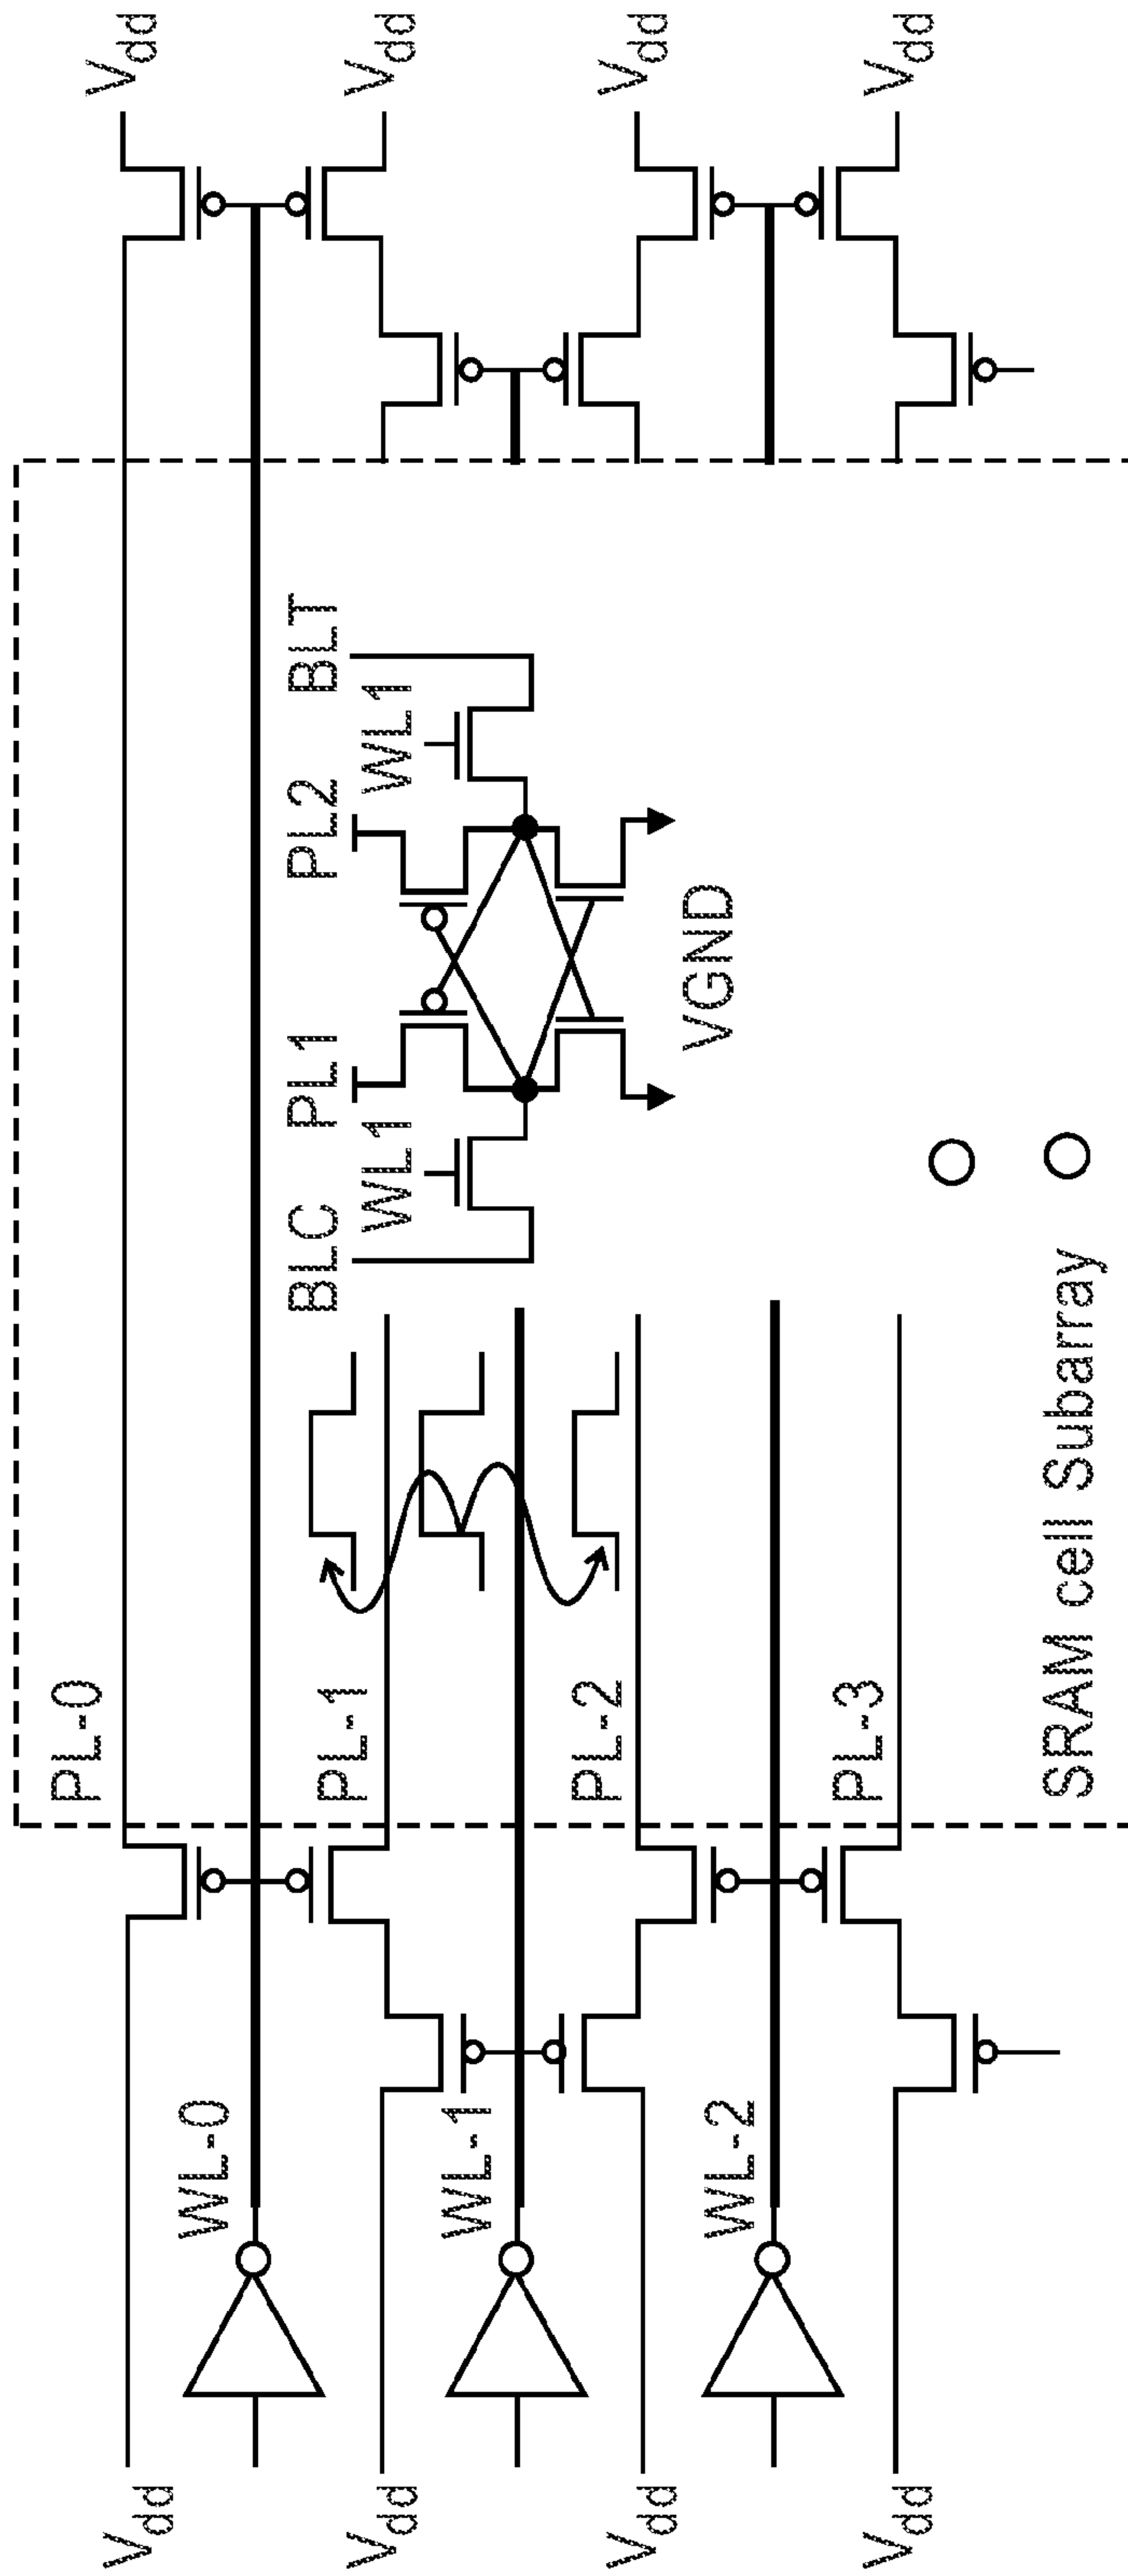 Vdd
Vdd
Vdd
Vdd
WL-0
WL-1
WL-2
PL-0
PL-1
PL-2
PL-3
BLC
PL1
PL2
BLT
WL1
WL1
VGND
SRAM cell Subarray
Vdd
Vdd
Vdd
Vdd